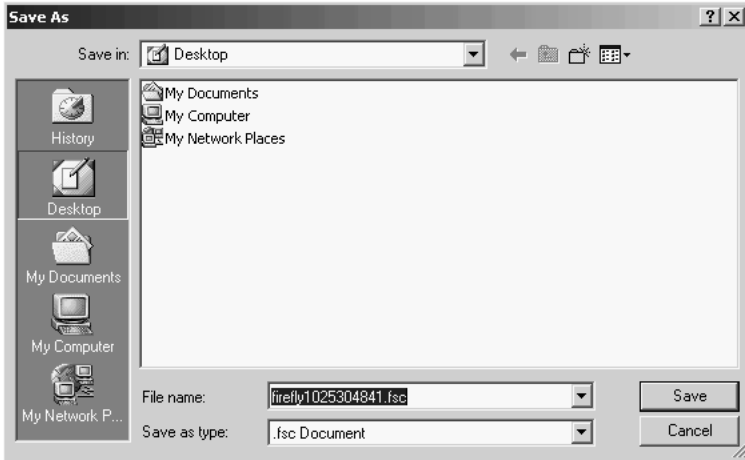 Save As
Save in:
Desktop
History
Desktop
My Documents
My Computer
My Network P...
My Documents
My Computer
My Network Places
File name:
firefly1025304841.fsc
Save
Save as type:
.fsc Document
Cancel